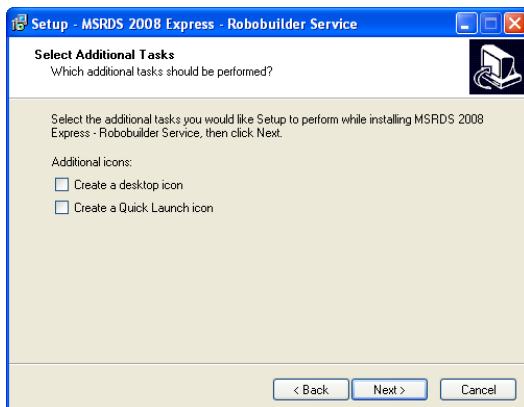 Setup - MSRDS 2008 Express - Robobuilder Service
Select Additional Tasks
Which additional tasks should be performed?
Select the additional tasks you would like Setup to perform while installing MSRDS 2008
Express - Robobuilder Service, then click Next.
Additional icons:
Create a desktop icon
Create a Quick Launch icon
< Back
Next >
Cancel